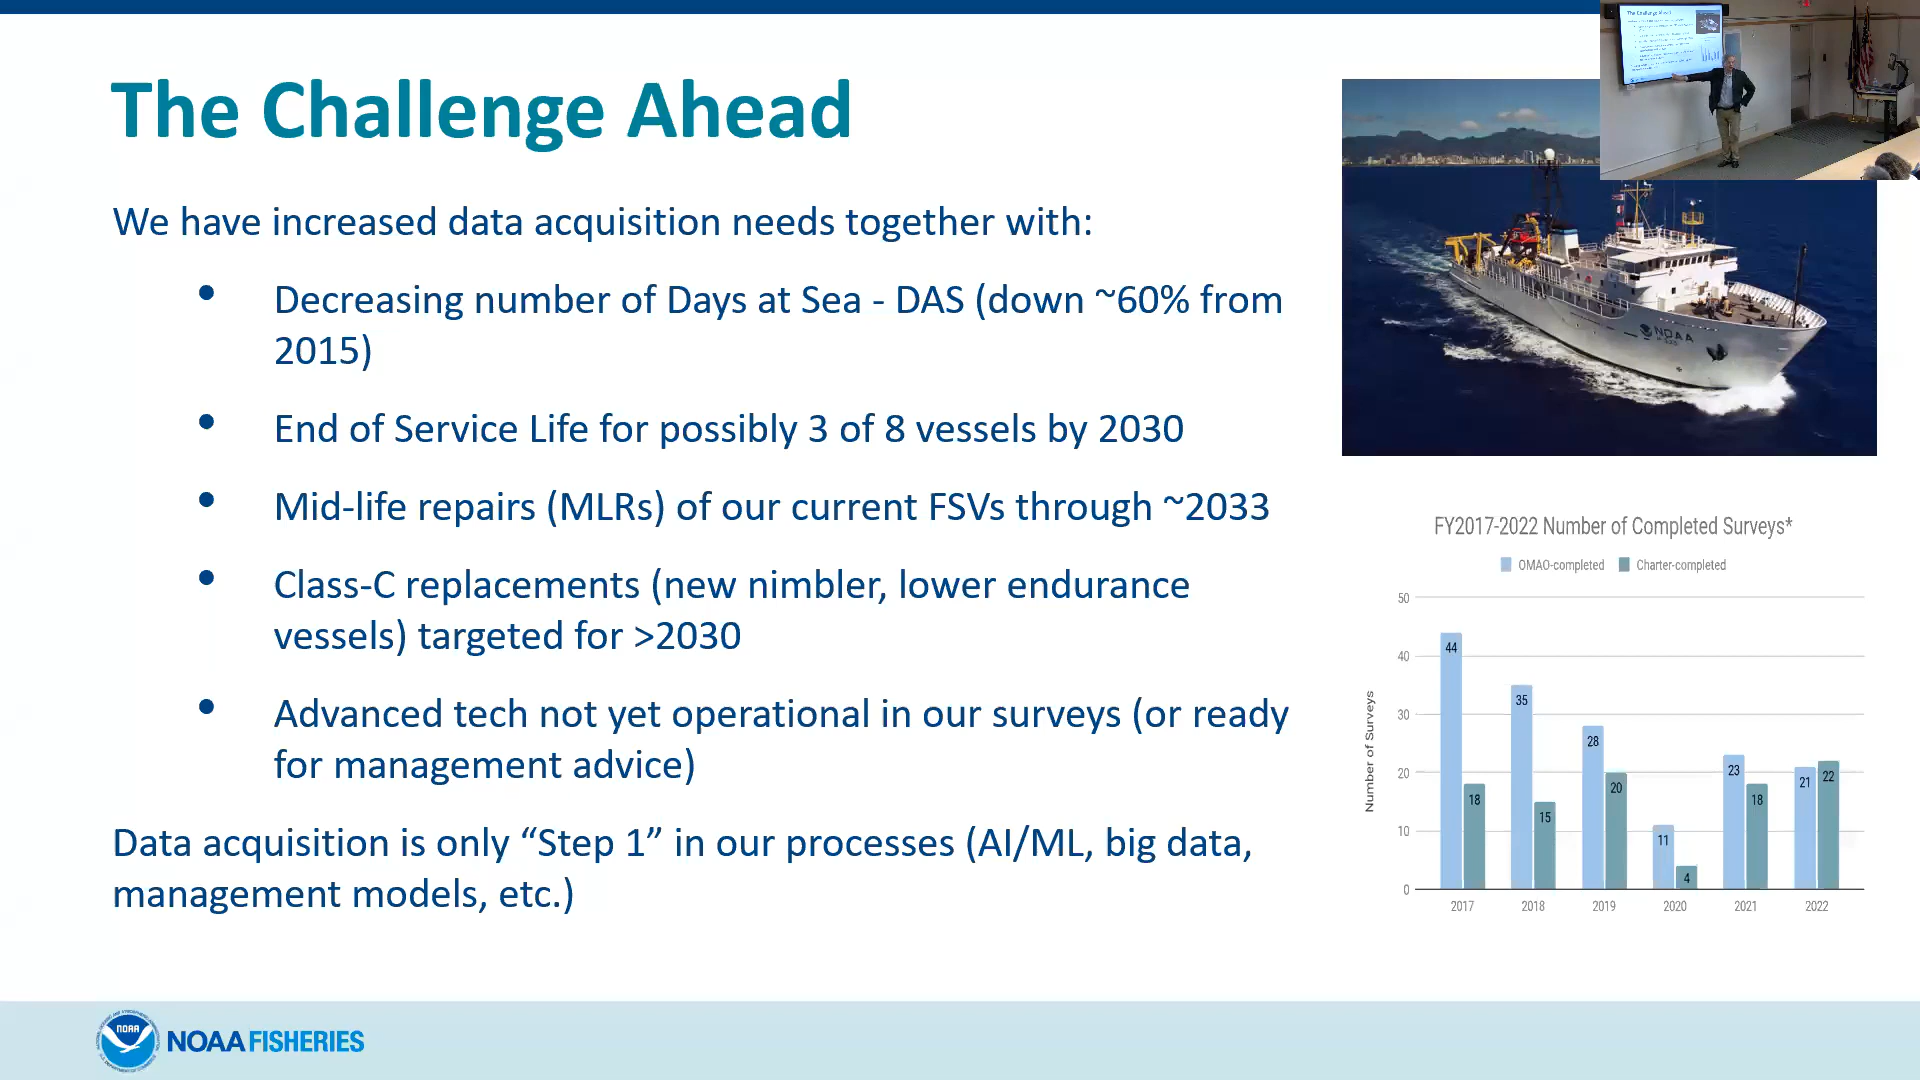 The Challenge Ahead
We have increased data acquisition needs together with:
• Decreasing number of Days at Sea - DAS (down ~60% from
2015)
• End of Service Life for possibly 3 of 8 vessels by 2030
• Mid-life repairs (MLRs) of our current FSVs through ~2033
• Class-C replacements (new nimbler, lower endurance
vessels) targeted for >2030
• Advanced tech not yet operational in our surveys (or ready
for management advice)
Data acquisition is only “Step 1” in our processes (AI/ML, big data,
management models, etc.)
The Challenge Ahead
NOAA
FY2017-2022 Number of Completed Surveys*
OMAO-completed Charter-completed
Number of Surveys
50
40
30
20
10
0
44 18
35 15
28 20
11 4
23 18
21 22
2017 2018 2019 2020 2021 2022
NOAA
NOAA FISHERIES